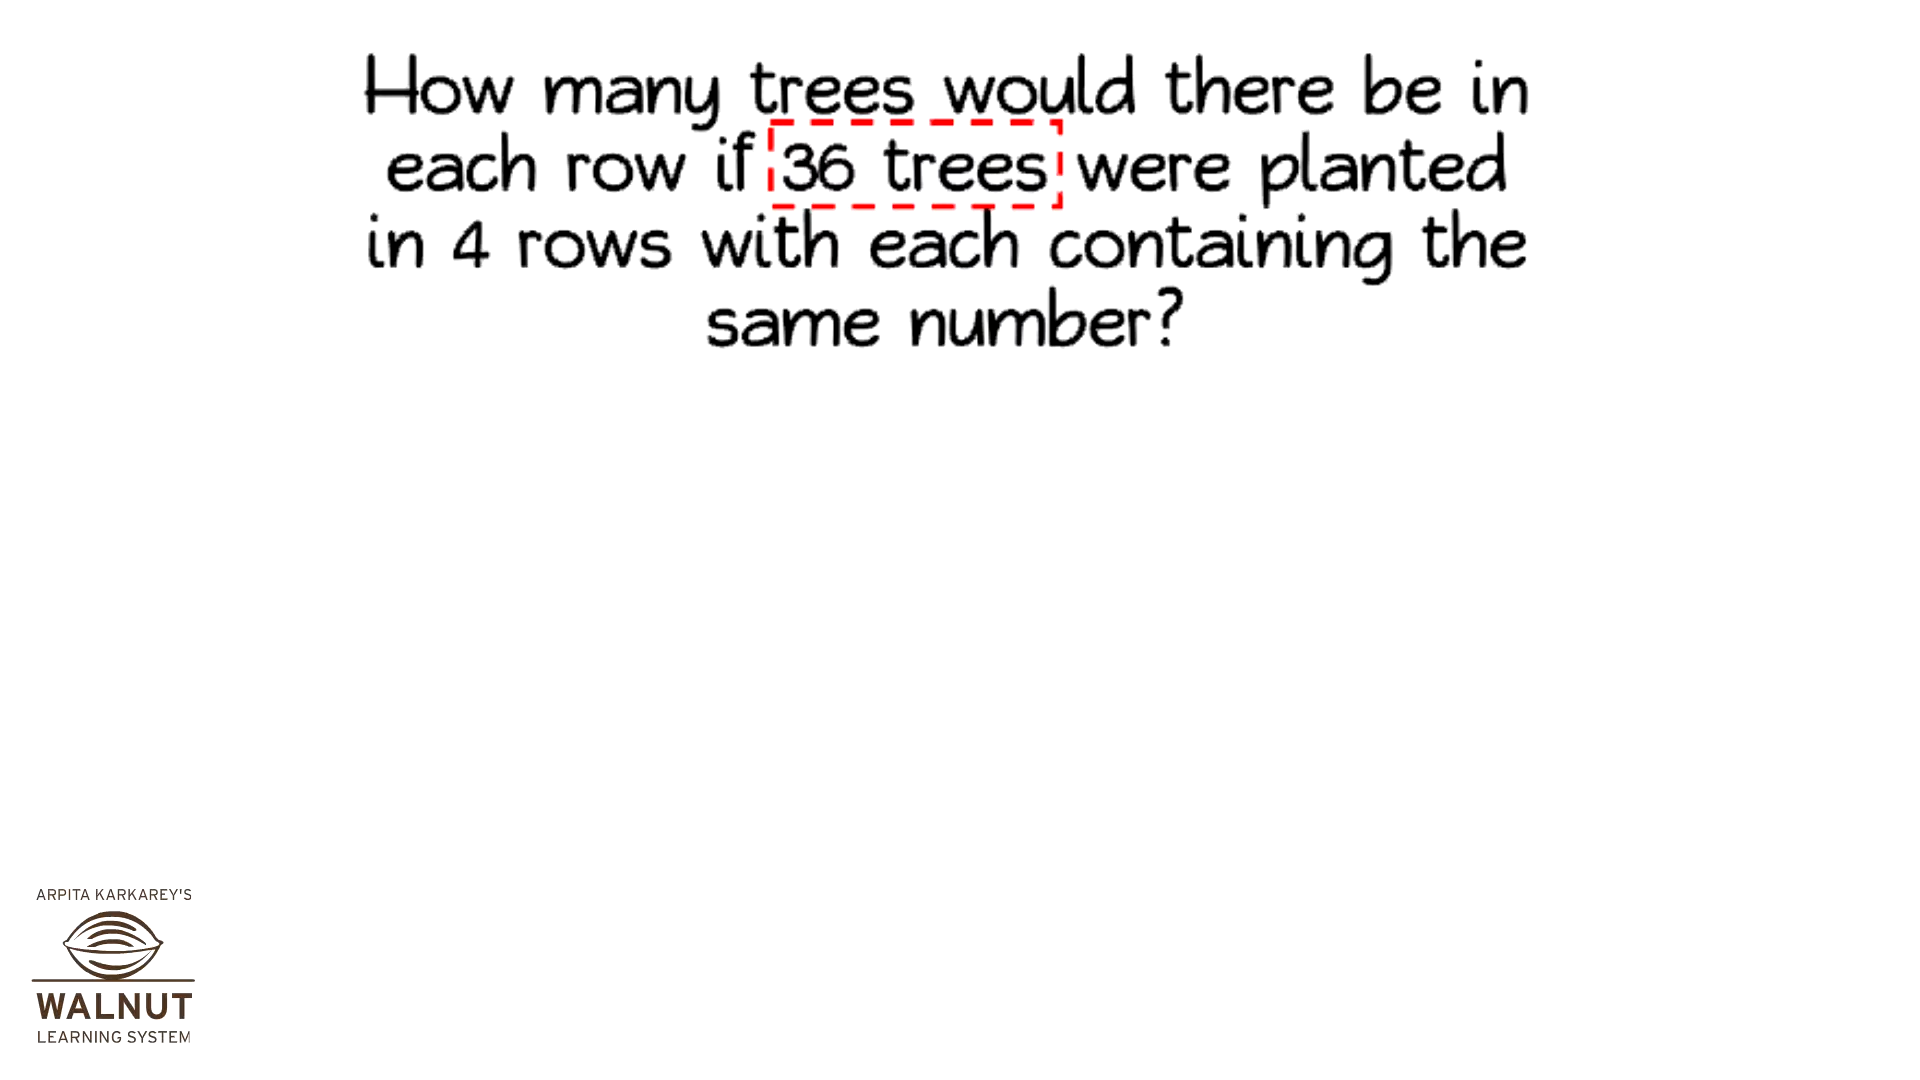 How many trees would there be in
each row if 36 trees were planted
in 4 rows with each containing the
same number?
ARPITA KARKAREY'S
WALNUT
LEARNING SYSTEM